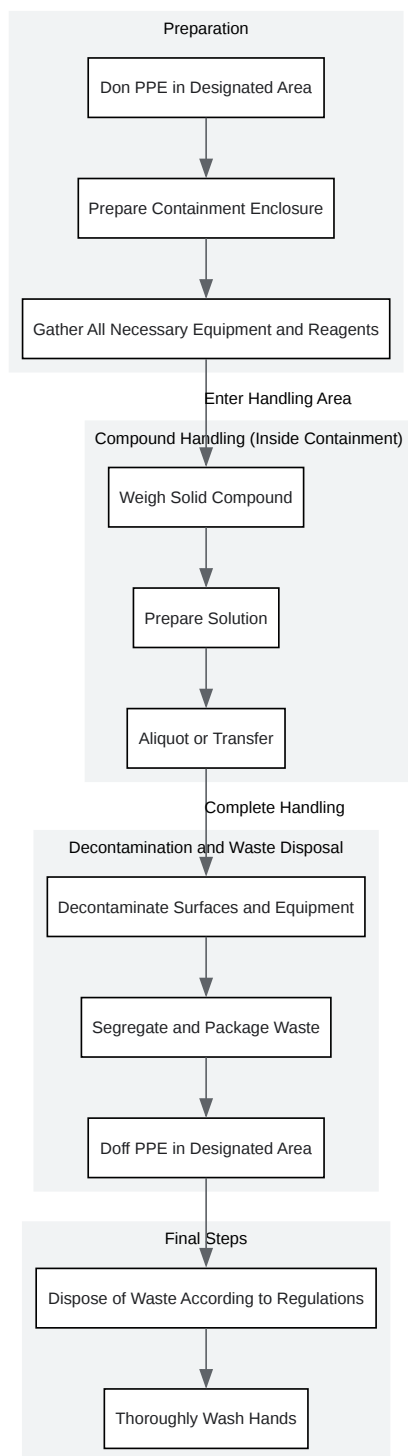 Preparation
Don PPE in Designated Area
Prepare Containment Enclosure
Gather All Necessary Equipment and Reagents
Enter Handling Area
Compound Handling (Inside Containment)
Weigh Solid Compound
Prepare Solution
Aliquot or Transfer
Complete Handling
Decontamination and Waste Disposal
Decontaminate Surfaces and Equipment
Segregate and Package Waste
Doff PPE in Designated Area
Final Steps
Dispose of Waste According to Regulations
Thoroughly Wash Hands